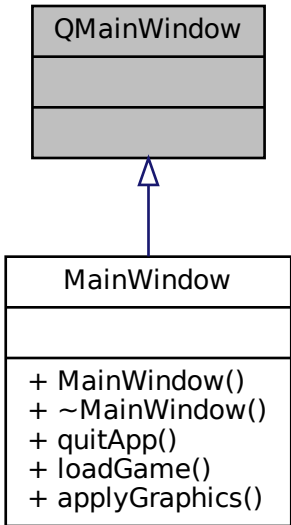 QMainWindow
MainWindow
+ MainWindow()
+ ~MainWindow()
+ quitApp()
+ loadGame()
+ applyGraphics()